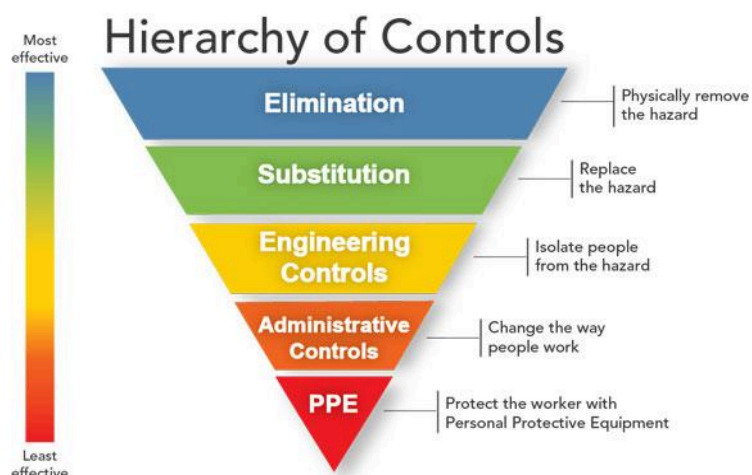 Hierarchy of Controls
Most
effective
Elimination
Physically remove
the hazard
Substitution
Replace
the hazard
Engineering
Controls
Isolate people
from the hazard
Administrative
Controls
Change the way
people work
PPE
Protect the worker with
Personal Protective Equipment
Least
effective